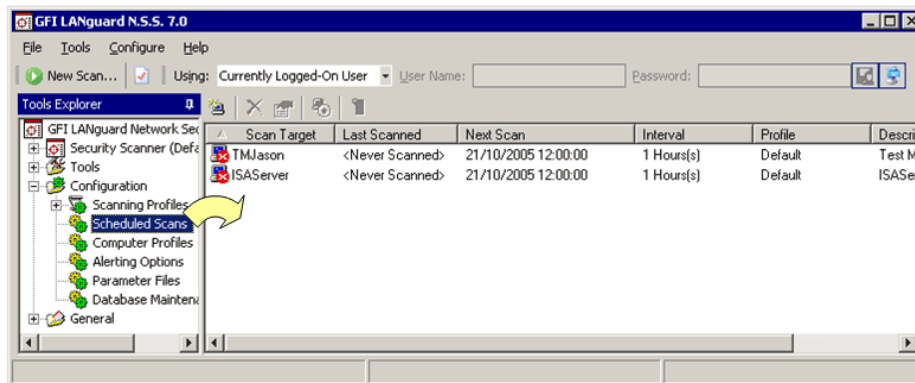 GFI LANguard N.S.S. 7.0
File Tools Configure Help
New Scan... Using: Currently Logged-On User User Name: Password:
Tools Explorer
GFI LANguard Network Sec
Security Scanner (Defa
Tools
Configuration
Scanning Profiles
Scheduled Scans
Computer Profiles
Alerting Options
Parameter Files
Database Maintena
General
Scan Target Last Scanned Next Scan Interval Profile Descri
TMJason <Never Scanned> 21/10/2005 12:00:00 1 Hours(s) Default Test M
ISAServer <Never Scanned> 21/10/2005 12:00:00 1 Hours(s) Default ISASe